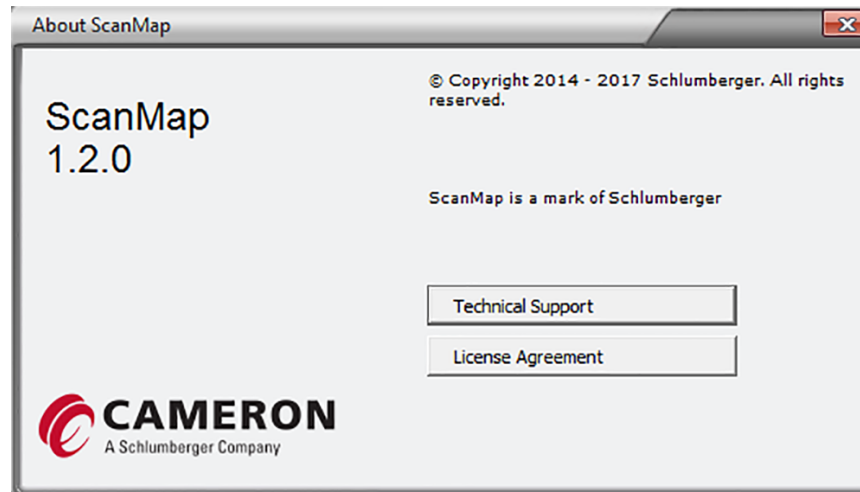 About ScanMap
ScanMap
1.2.0
© Copyright 2014 - 2017 Schlumberger. All rights
reserved.
ScanMap is a mark of Schlumberger
Technical Support
License Agreement
CAMERON
A Schlumberger Company